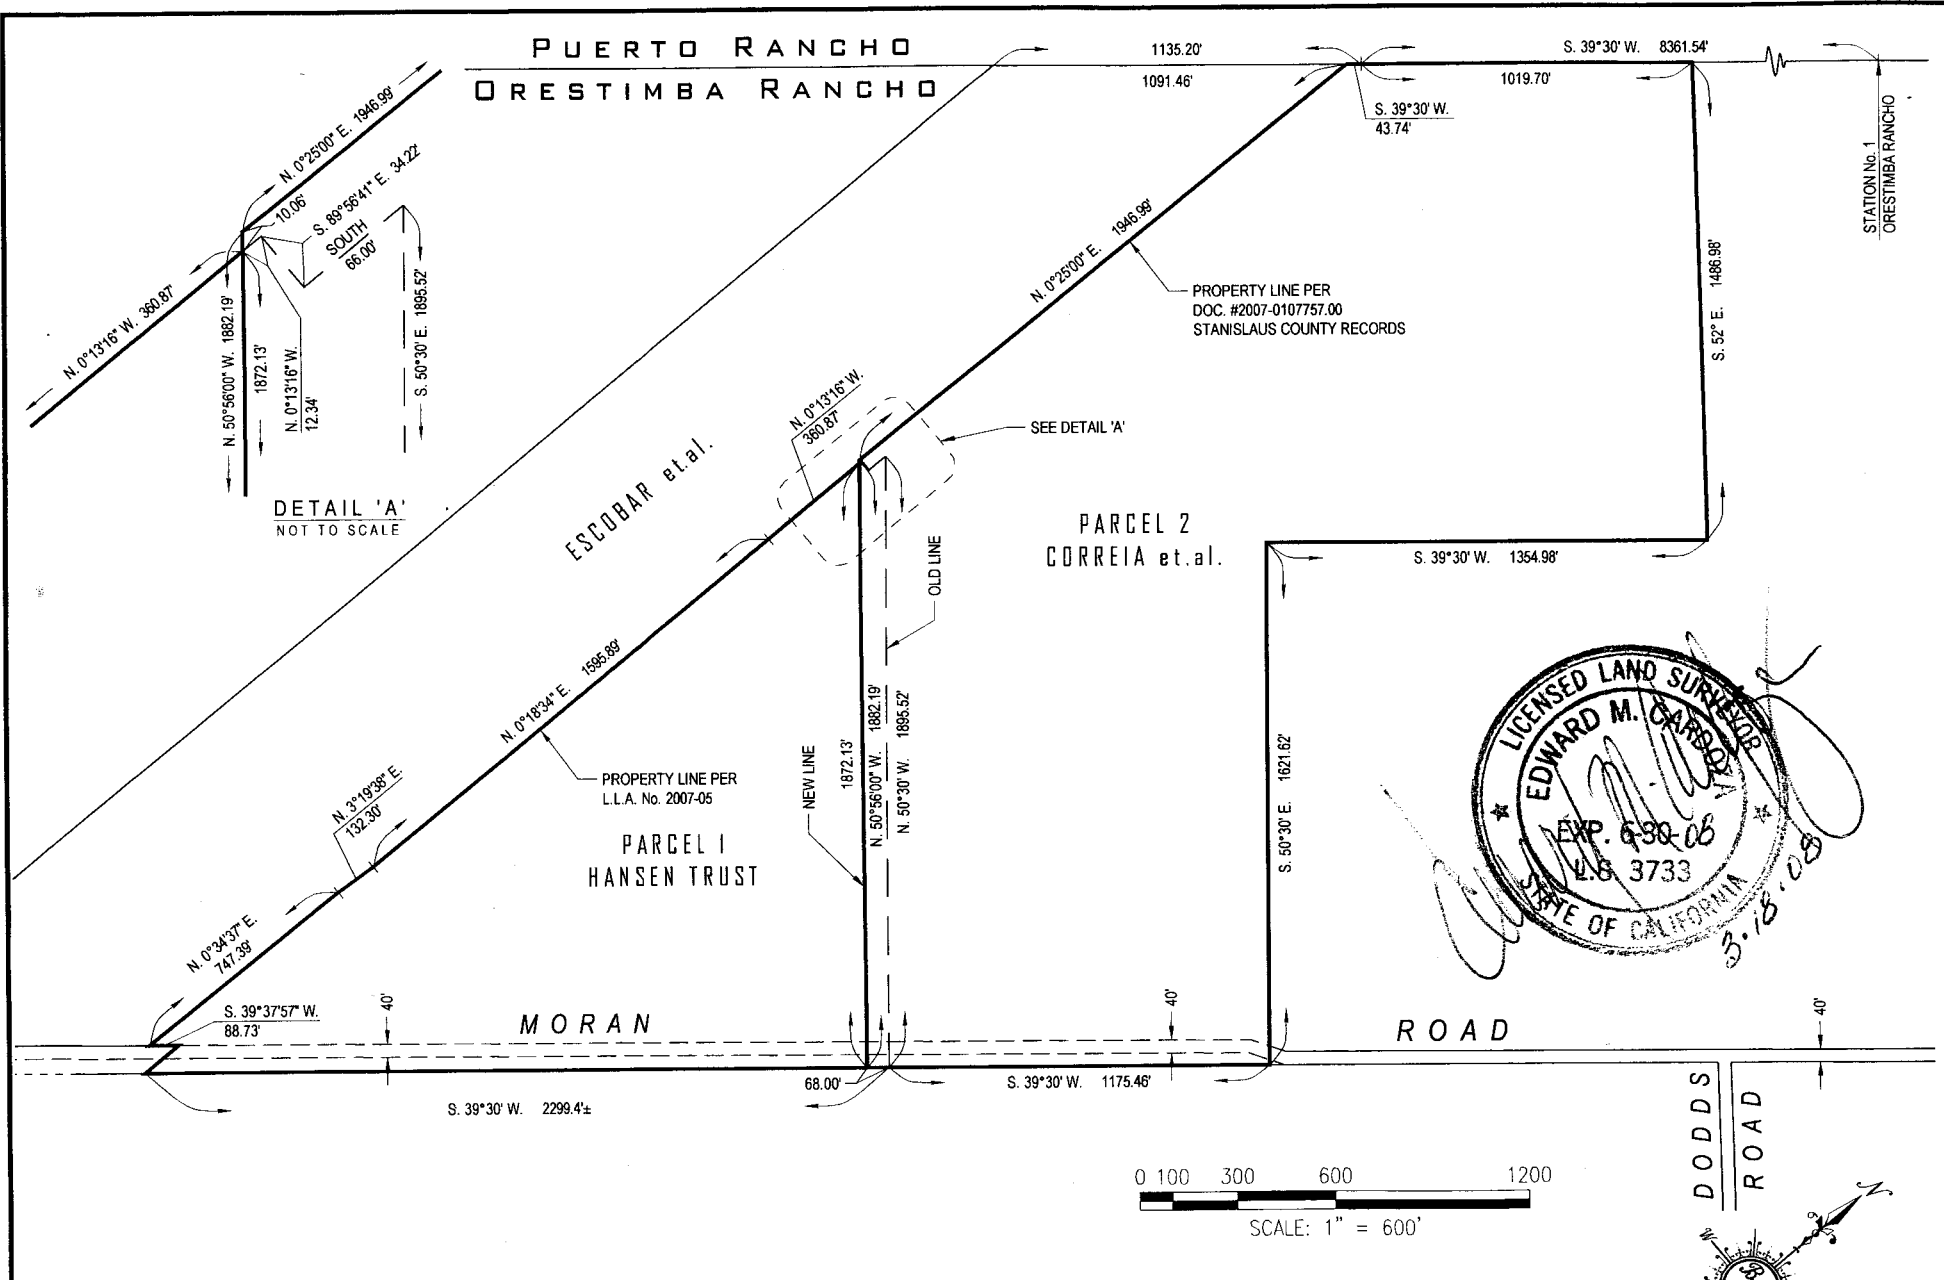 PUERTO RANCHO
ORESTIMBA RANCHO
1135.20'
1091.46'
S. 39°30' W. 8361.54'
1019.70'
S. 39°30' W.
43.74'
STATION No. 1
ORESTIMBA RANCHO
N. 0°25'00" E. 1946.99'
10.06'
S. 89°56'41" E. 34.22'
SOUTH
66.00'
N. 0°13'16" W. 360.87'
N. 50°56'00" W. 1882.19'
1872.13'
N. 0°13'16" W.
12.34'
S. 50°30' E. 1895.52'
DETAIL 'A'
NOT TO SCALE
N. 0°25'00" E. 1946.99'
PROPERTY LINE PER
DOC. #2007-0107757.00
STANISLAUS COUNTY RECORDS
S. 52° E. 1486.98'
N. 0°13'16" W.
360.87'
SEE DETAIL 'A'
ESCOBAR et.al.
PARCEL 2
CORREIA et.al.
OLD LINE
S. 39°30' W. 1354.98'
N. 0°18'34" E. 1595.89'
PROPERTY LINE PER
L.L.A. No. 2007-05
N. 3°19'38" E.
132.30'
PARCEL 1
HANSEN TRUST
NEW LINE
1872.13'
N. 50°56'00" W. 1882.19'
N. 50°30' W. 1895.52'
S. 50°30' E. 1621.62'
LICENSED LAND SURVEYOR
EDWARD M. CARDOZA
EXP. 6-30-08
L.S. 3733
STATE OF CALIFORNIA
3.18.08
N. 0°34'37" E.
747.39'
S. 39°37'57" W.
88.73'
40'
MORAN
40'
ROAD
40'
68.00'
S. 39°30' W. 1175.46'
S. 39°30' W. 2299.4'±
DODDS
ROAD
0 100 300 600 1200
SCALE: 1" = 600'
N
W